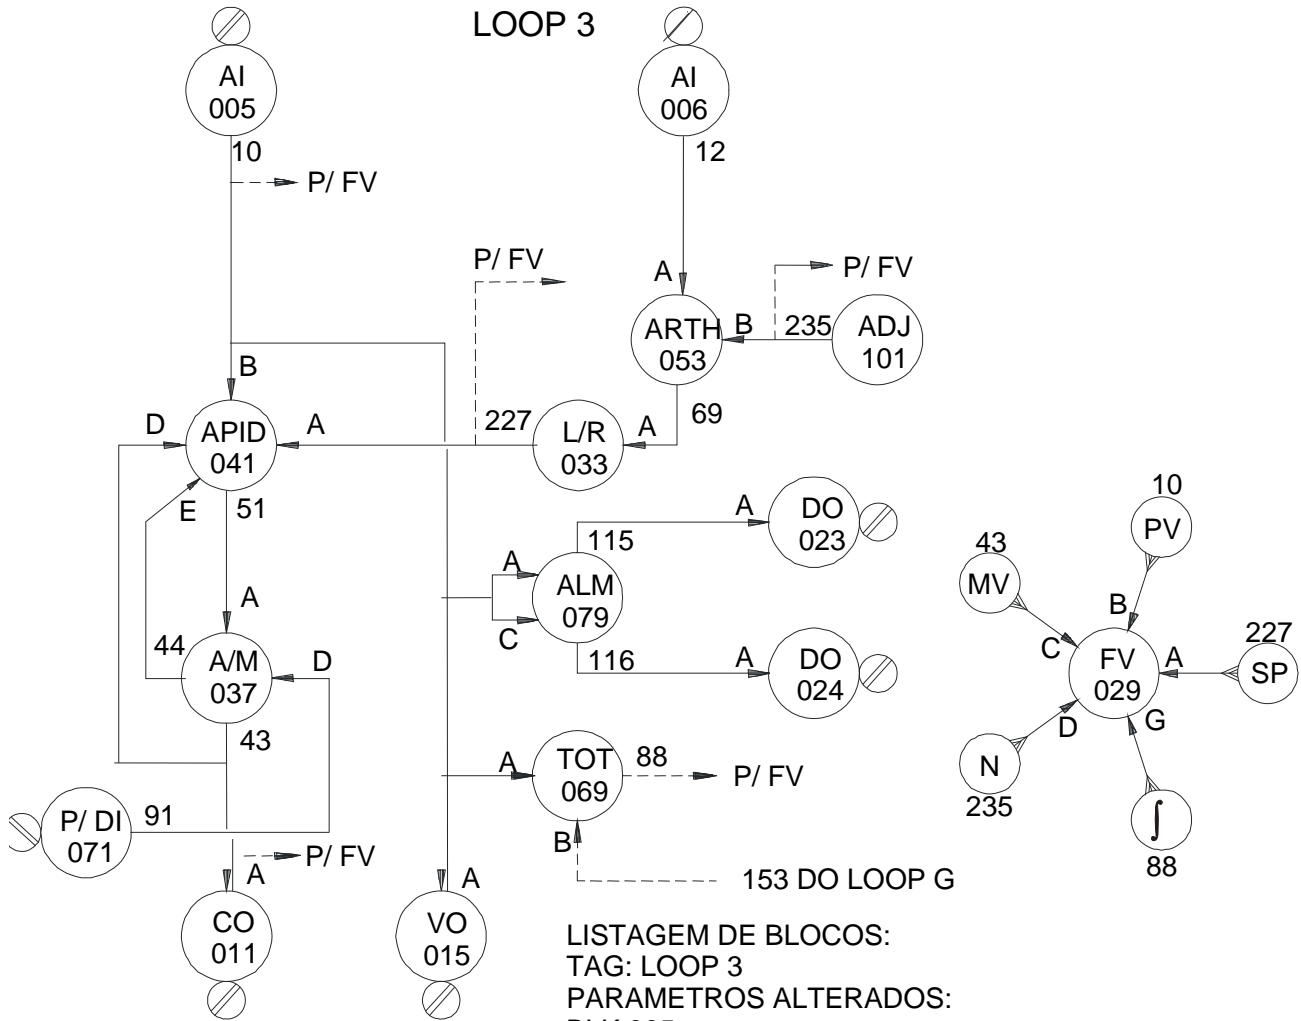 LOOP 3
AI
005
AI
006
10
12
P/ FV
P/ FV
P/ FV
A
B
235
ARTH
053
ADJ
101
B
D
A
227
A
69
APID
041
L/R
033
E
51
A
DO
023
115
10
PV
43
MV
A
ALM
079
C
A
B
C
A
227
44
A/M
037
D
116
A
DO
024
FV
029
SP
D
G
43
A
TOT
069
88
P/ FV
N
235
∫
88
P/ DI
071
91
B
P/ FV
A
A
153 DO LOOP G
CO
011
VO
015
LISTAGEM DE BLOCOS:
TAG: LOOP 3
PARAMETROS ALTERADOS: